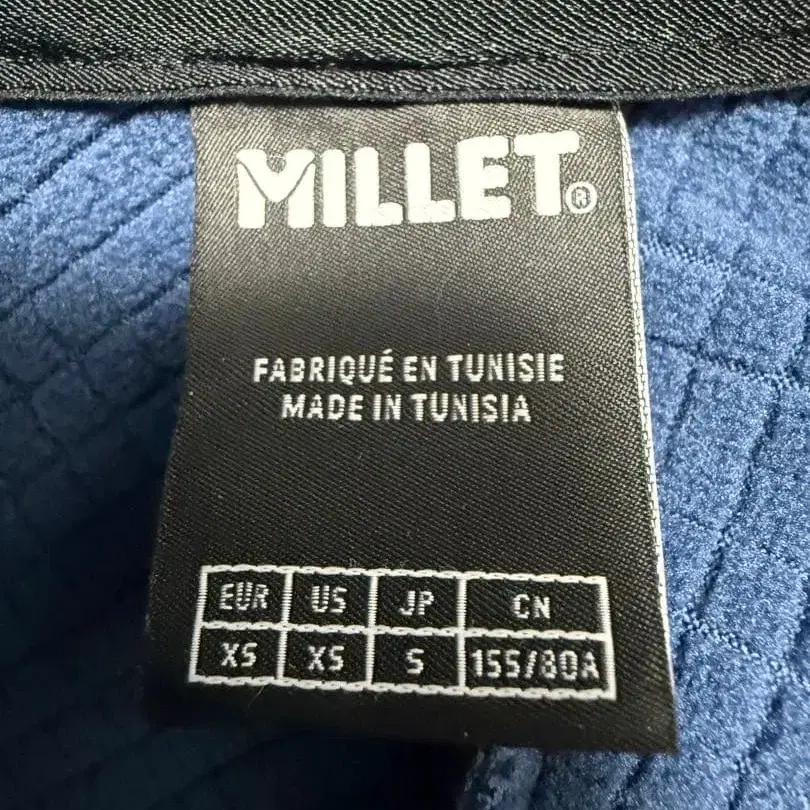 MILLET®
FABRIQUÉ EN TUNISIE
MADE IN TUNISIA
EUR US JP CN
XS XS S 155/80A